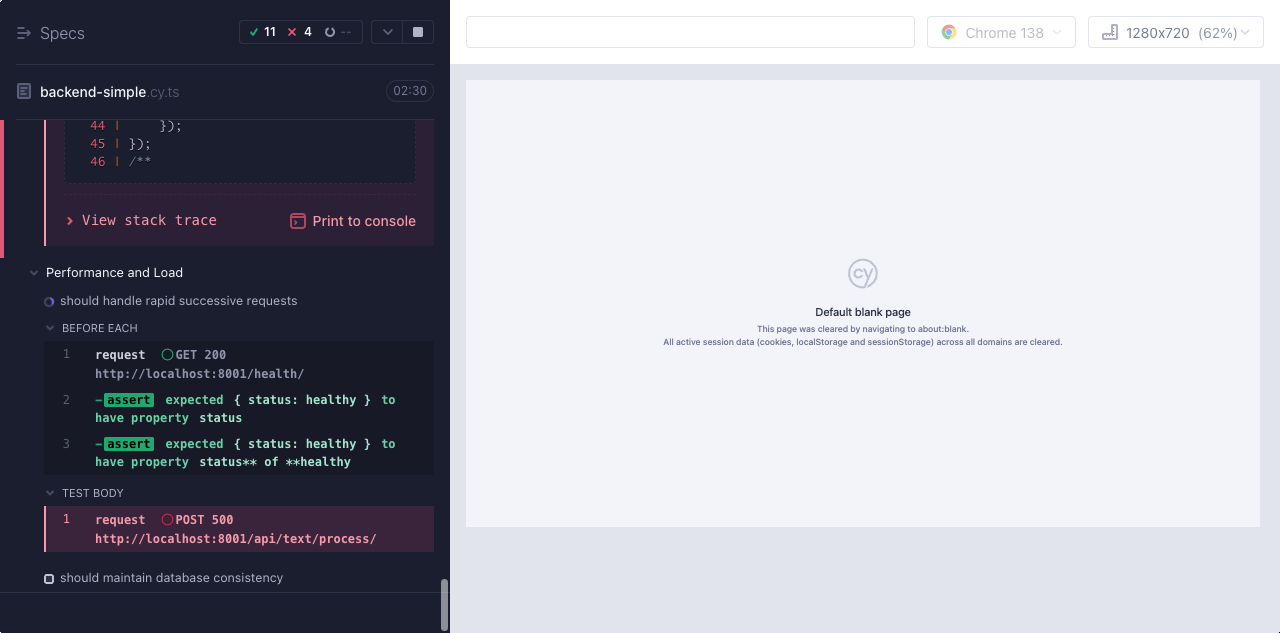 Specs
11 4 --
backend-simple.cy.ts
02:30
44 | });
45 | });
46 | /**
View stack trace
Print to console
Performance and Load
should handle rapid successive requests
BEFORE EACH
1 request GET 200
http://localhost:8001/health/
2 -assert expected { status: healthy } to
have property status
3 -assert expected { status: healthy } to
have property status** of **healthy
TEST BODY
1 request POST 500
http://localhost:8001/api/text/process/
should maintain database consistency
Chrome 138
1280x720 (62%)
cy
Default blank page
This page was cleared by navigating to about:blank.
All active session data (cookies, localStorage and sessionStorage) across all domains are cleared.